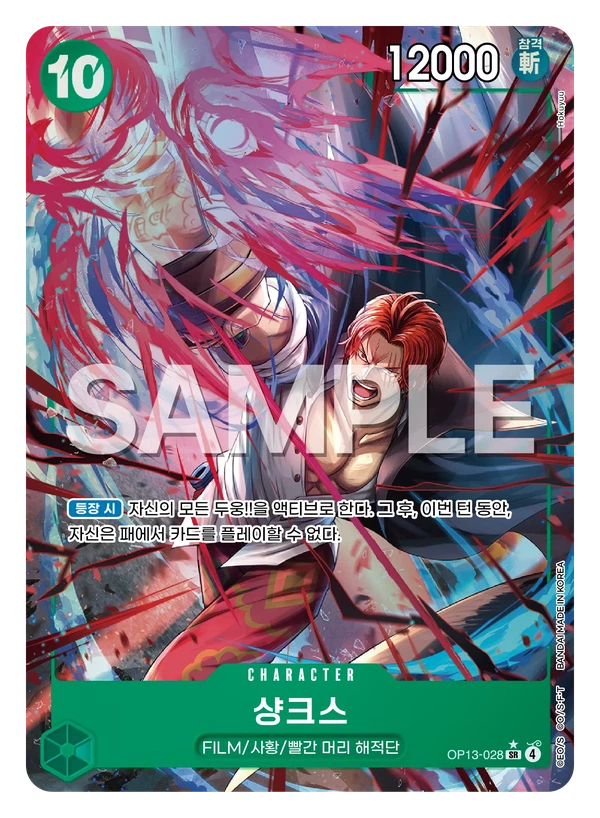 10
12000
참격
斬
Hokuyuu
SAMPLE
등장 시 자신의 모든 두웅!!을 액티브로 한다. 그 후, 이번 턴 동안,
자신은 패에서 카드를 플레이할 수 없다.
CHARACTER
샹크스
FILM/사황/빨간 머리 해적단
OP13-028 ★ SR 4
©EO/S ©O/S·F·T BANDAI MADE IN KOREA